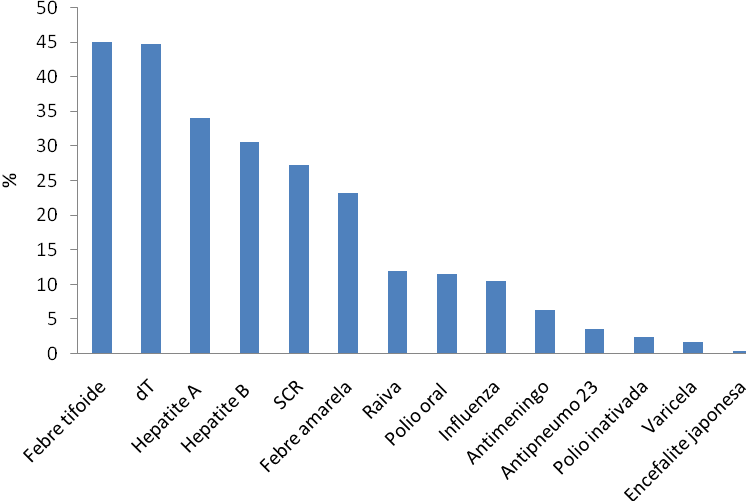 50
45
40
35
30
25
20
15
10
5
0
%
Febre tifoide
dT
Hepatite A
Hepatite B
SCR
Febre amarela
Raiva
Polio oral
Influenza
Antimeningo
Antipneumo 23
Polio inativada
Varicela
Encefalite japonesa